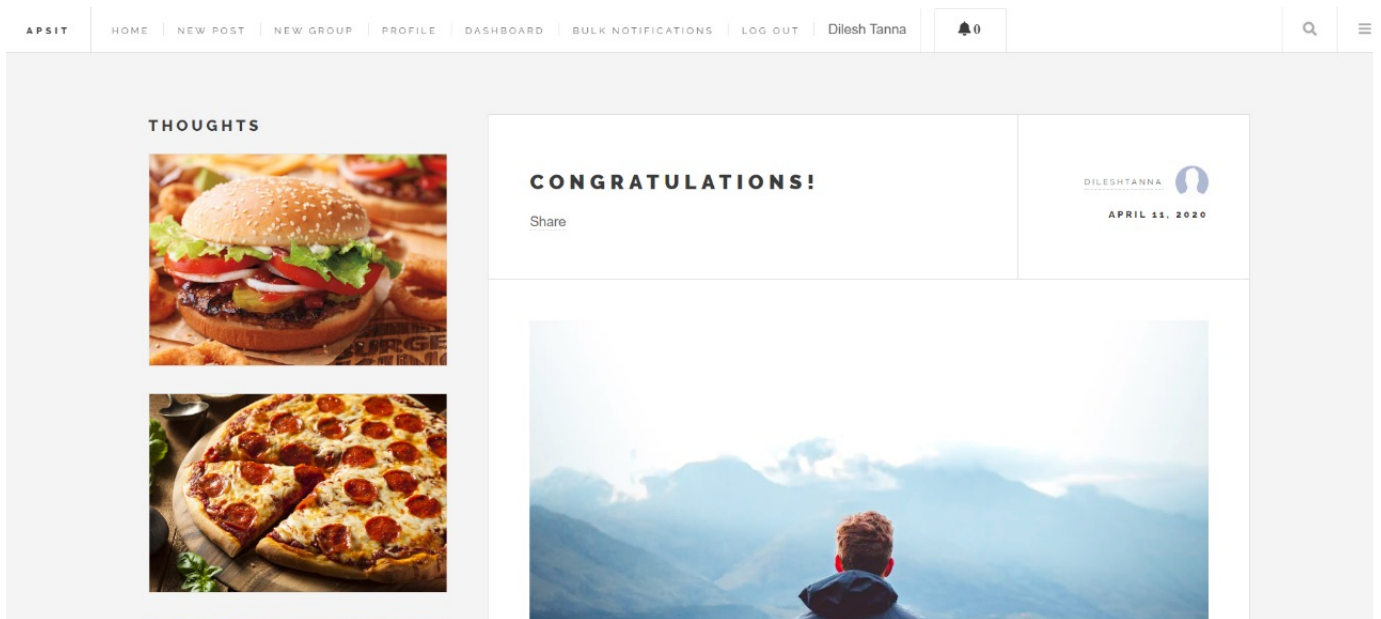 APSIT HOME NEW POST NEW GROUP PROFILE DASHBOARD BULK NOTIFICATIONS LOG OUT Dilesh Tanna 0
THOUGHTS
CONGRATULATIONS!
Share
DILESHTANNA
APRIL 11, 2020